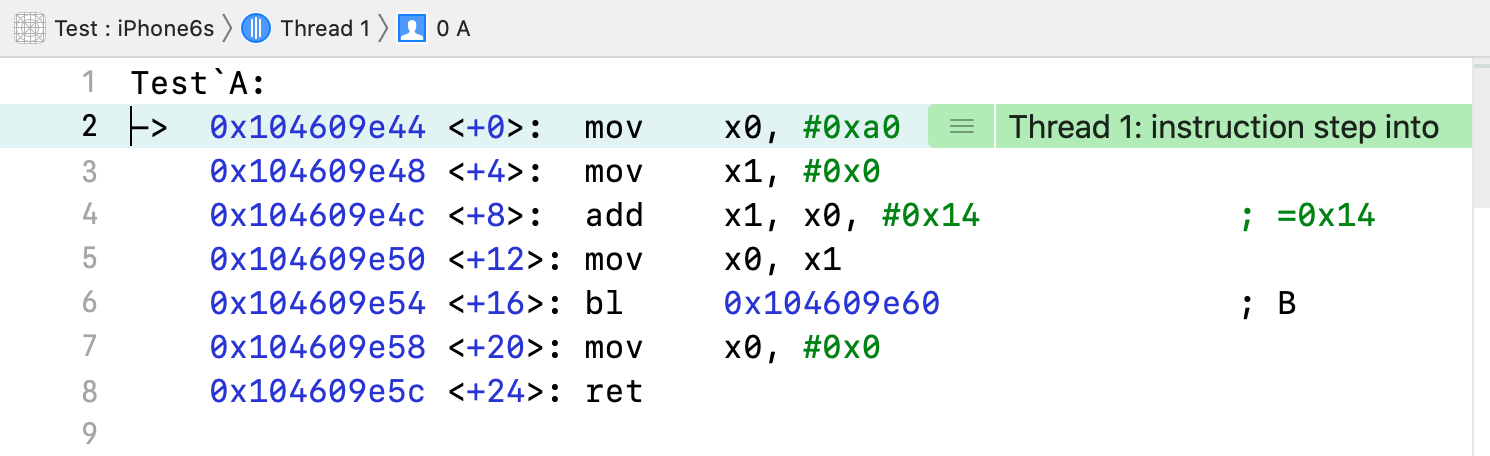 Test : iPhone6s 〉 Thread 1 〉 0 A
1 Test`A:
2 -> 0x104609e44 <+0>: mov x0, #0xa0 Thread 1: instruction step into
3 0x104609e48 <+4>: mov x1, #0x0
4 0x104609e4c <+8>: add x1, x0, #0x14 ; =0x14
5 0x104609e50 <+12>: mov x0, x1
6 0x104609e54 <+16>: bl 0x104609e60 ; B
7 0x104609e58 <+20>: mov x0, #0x0
8 0x104609e5c <+24>: ret
9